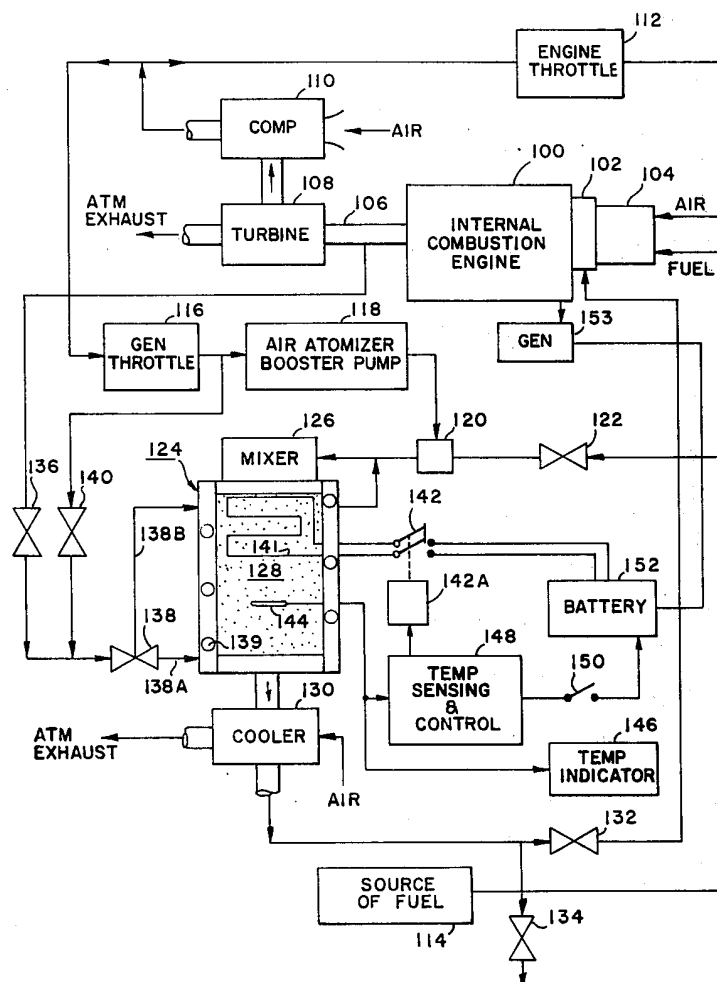 112
ENGINE
THROTTLE
110
COMP
AIR
100
102
104
108
106
AIR
ATM
EXHAUST
TURBINE
INTERNAL
COMBUSTION
ENGINE
FUEL
116
118
153
GEN
THROTTLE
AIR ATOMIZER
BOOSTER PUMP
GEN
126
120
122
124
MIXER
136
140
142
138B
141
128
152
142A
BATTERY
138
144
148
139
TEMP
SENSING
&
CONTROL
150
138A
130
146
ATM
EXHAUST
COOLER
TEMP
INDICATOR
AIR
132
SOURCE
OF FUEL
134
114